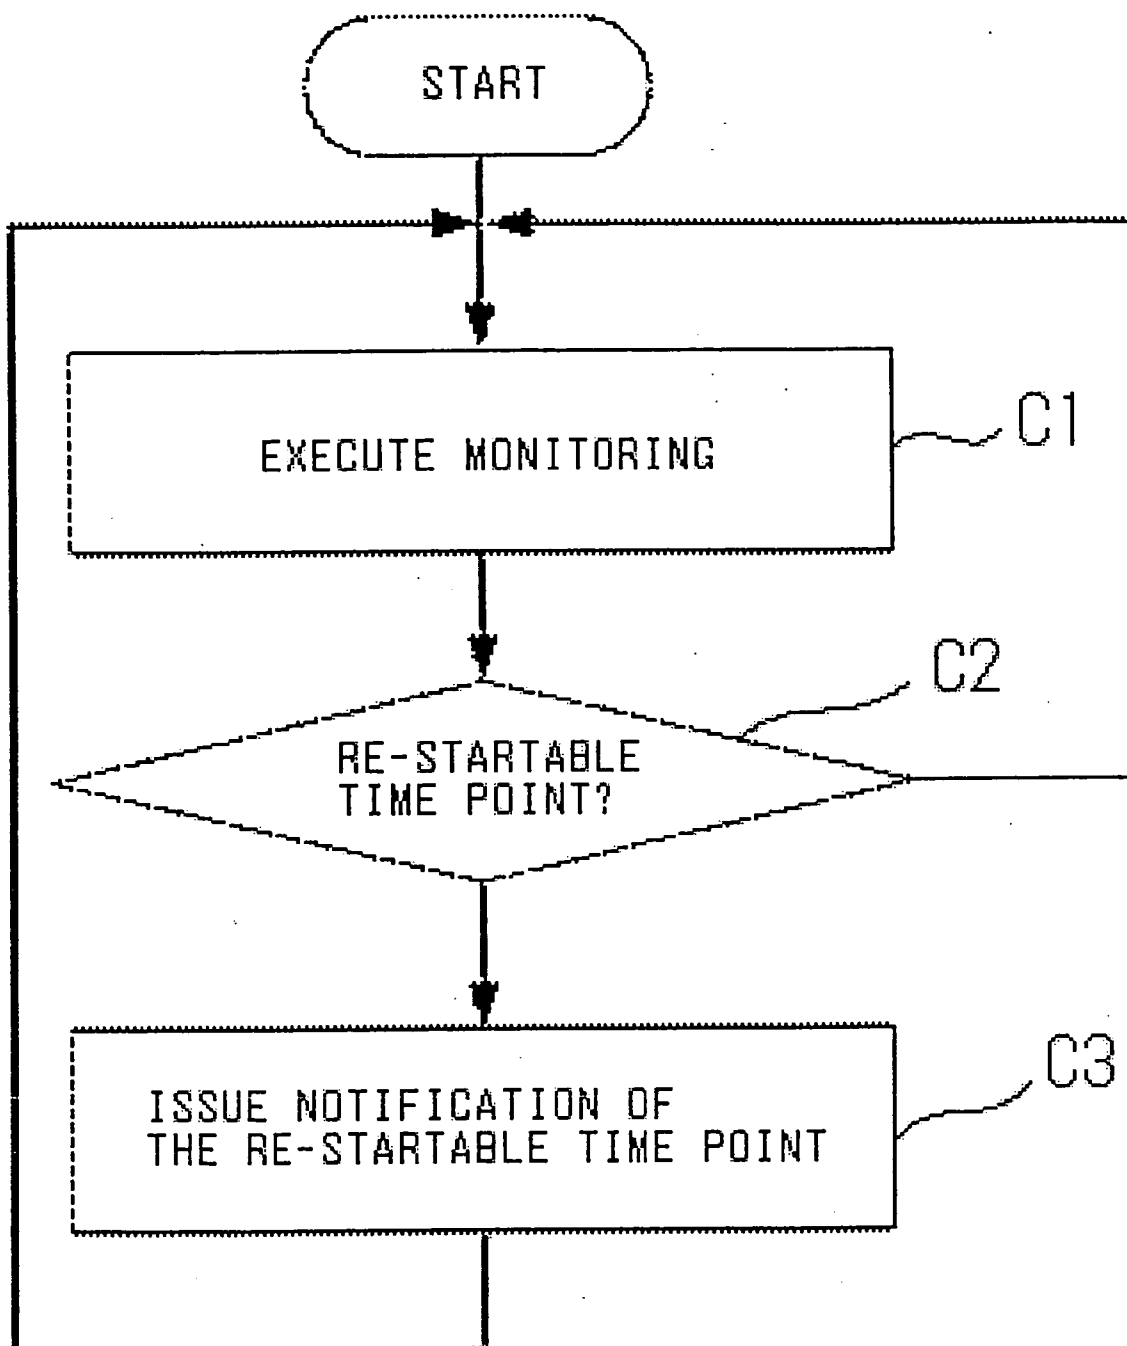 START
EXECUTE MONITORING
C1
C2
RE-STARTABLE
TIME POINT?
C3
ISSUE NOTIFICATION OF
THE RE-STARTABLE TIME POINT